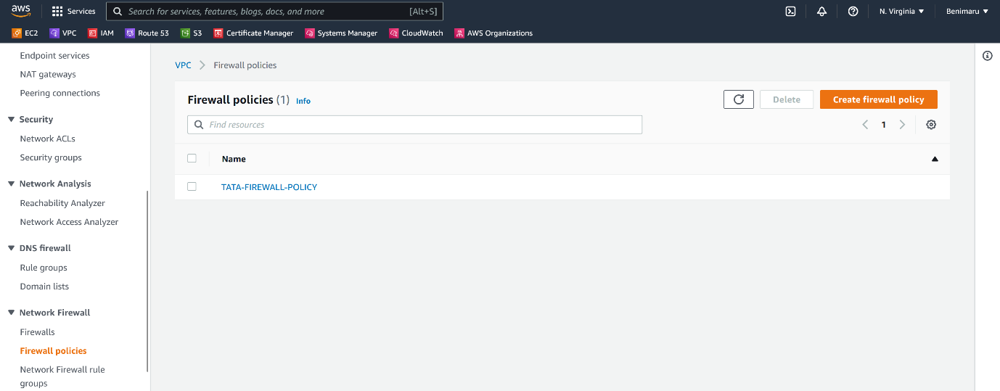 aws
Services
Search for services, features, blogs, docs, and more
[Alt+S]
N. Virginia ▼
Benimaru ▼
EC2
VPC
IAM
Route 53
S3
Certificate Manager
Systems Manager
CloudWatch
AWS Organizations
Endpoint services
NAT gateways
Peering connections
Security
Network ACLs
Security groups
Network Analysis
Reachability Analyzer
Network Access Analyzer
DNS firewall
Rule groups
Domain lists
Network Firewall
Firewalls
Firewall policies
Network Firewall rule
groups
VPC > Firewall policies
Firewall policies (1) Info
Delete
Create firewall policy
Find resources
1
Name
TATA-FIREWALL-POLICY